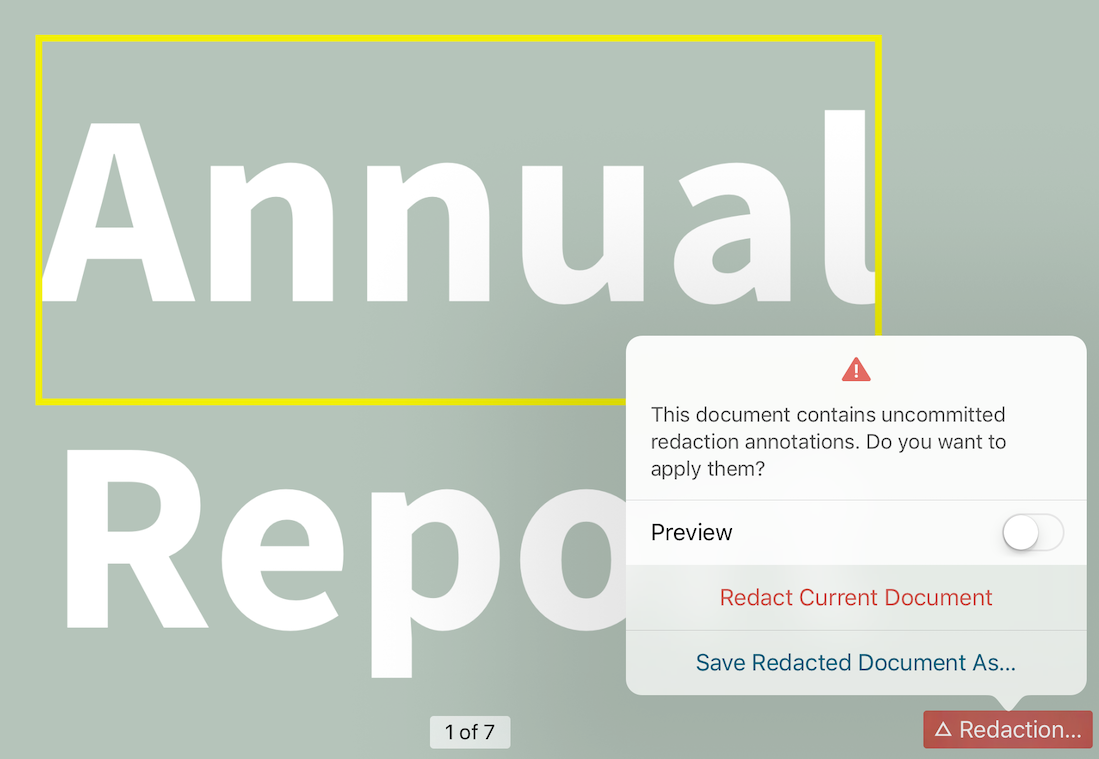 Annual
Repo
This document contains uncommitted
redaction annotations. Do you want to
apply them?
Preview
Redact Current Document
Save Redacted Document As...
1 of 7
Redaction...